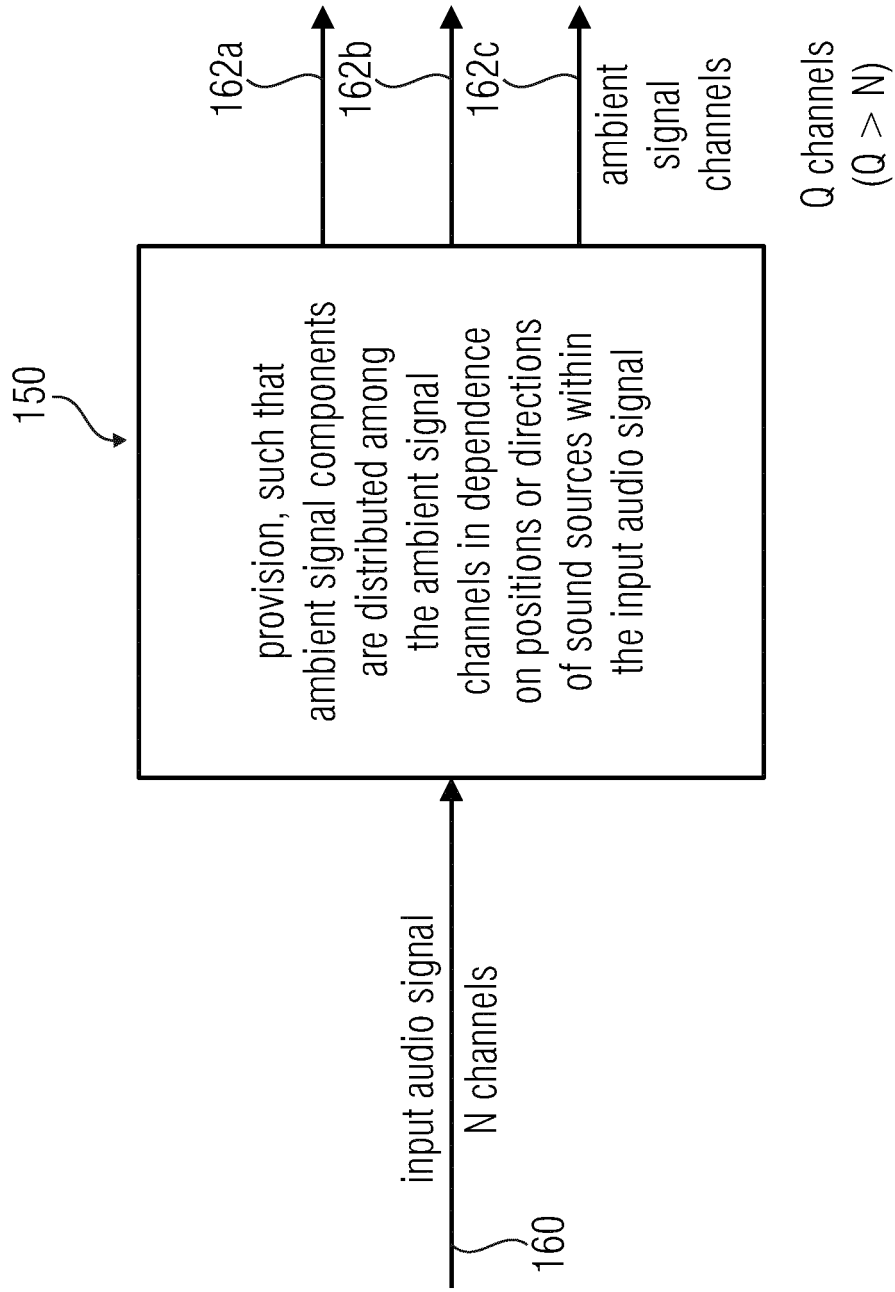 150
input audio signal
N channels
160
provision, such that
ambient signal components
are distributed among
the ambient signal
channels in dependence
on positions or directions
of sound sources within
the input audio signal
162a
162b
162c
ambient
signal
channels
Q channels
(Q > N)